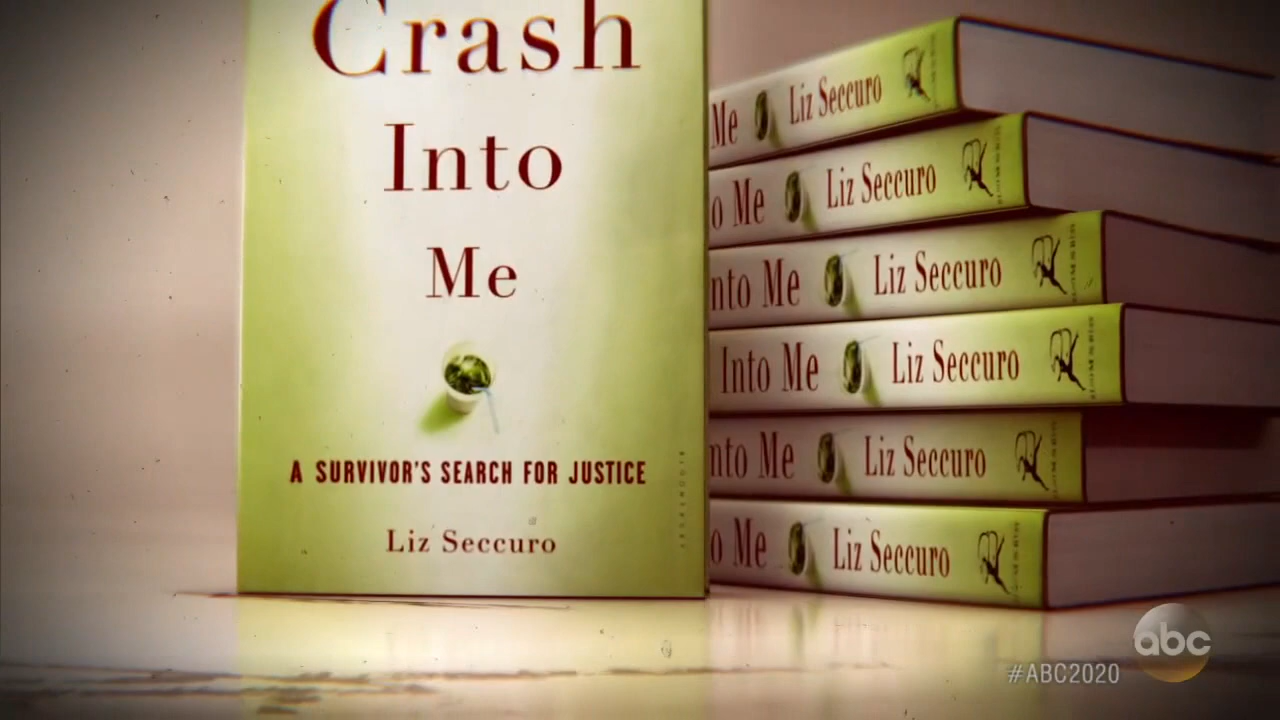 Crash
Into
Me
A SURVIVOR'S SEARCH FOR JUSTICE
Liz Seccuro
Me Liz Seccuro
o Me Liz Seccuro
nto Me Liz Seccuro
Into Me Liz Seccuro
nto Me Liz Seccuro
o Me Liz Seccuro
abc
#ABC2020